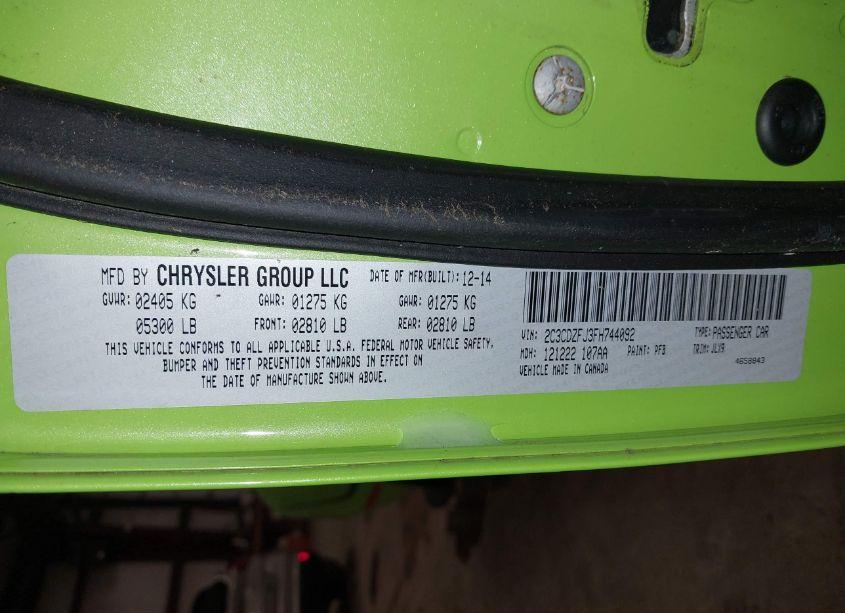 MFD BY CHRYSLER GROUP LLC DATE OF MFR(BUILT): 12-14
GVWR: 02405 KG GAWR: 01275 KG GAWR: 01275 KG
05300 LB FRONT: 02810 LB REAR: 02810 LB
THIS VEHICLE CONFORMS TO ALL APPLICABLE U.S.A. FEDERAL MOTOR VEHICLE SAFETY,
BUMPER AND THEFT PREVENTION STANDARDS IN EFFECT ON
THE DATE OF MANUFACTURE SHOWN ABOVE.
VIN: 2C3CDZFJ3FH744092 TYPE: PASSENGER CAR
MDH: 121222 107AA PAINT: PFB TRIM: JLX9
VEHICLE MADE IN CANADA 4658843